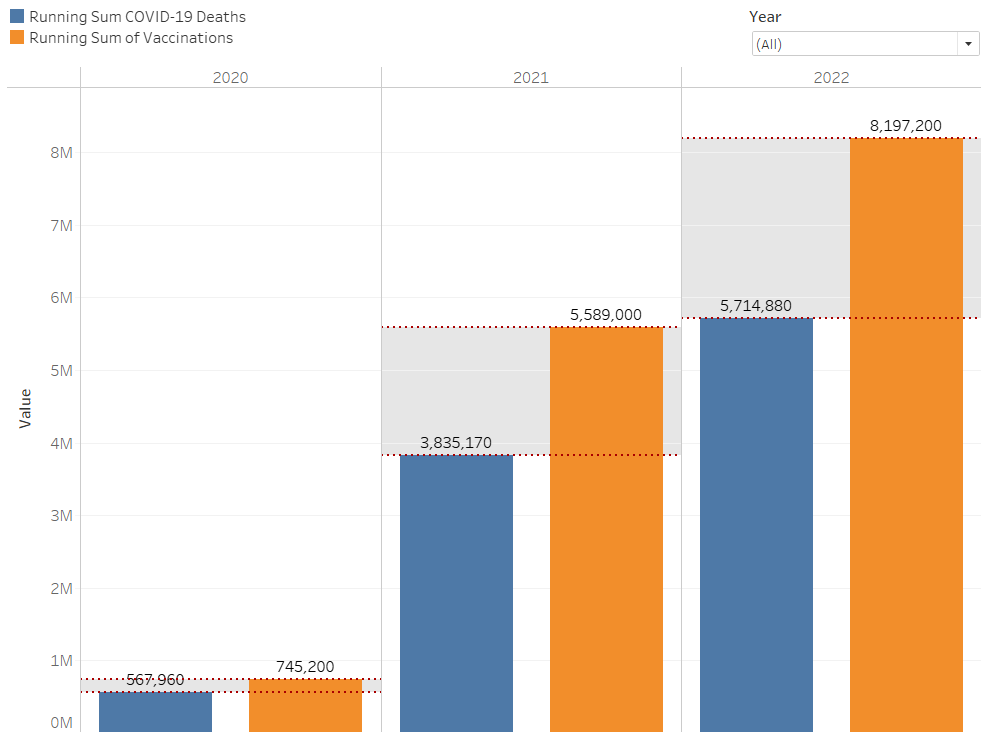 Running Sum COVID-19 Deaths
Running Sum of Vaccinations
Year
(All)
2020 2021 2022
8,197,200
8M
7M
6M
5,714,880
5,589,000
5M
Value
4M
3,835,170
3M
2M
1M
745,200
567,960
0M